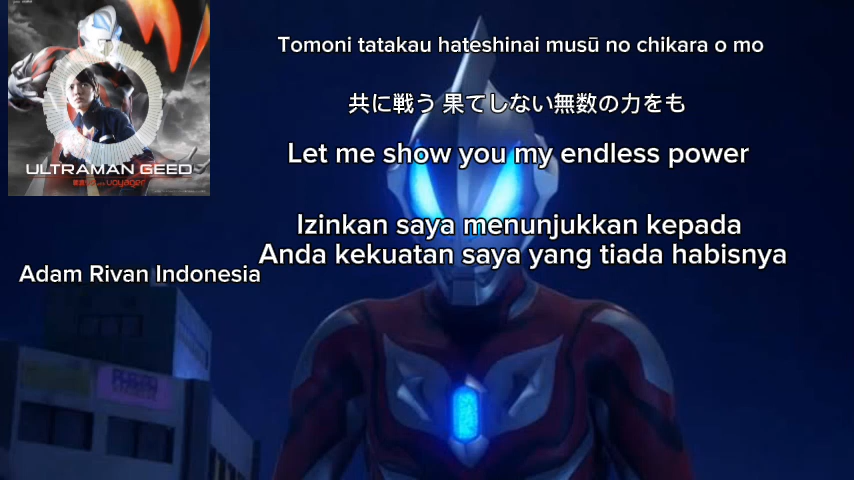 ULTRAMAN GEED
voyager
Tomoni tatakau hateshinai musū no chikara o mo
共に戦う 果てしない無数の力をも
Let me show you my endless power
Izinkan saya menunjukkan kepada
Anda kekuatan saya yang tiada habisnya
Adam Rivan Indonesia